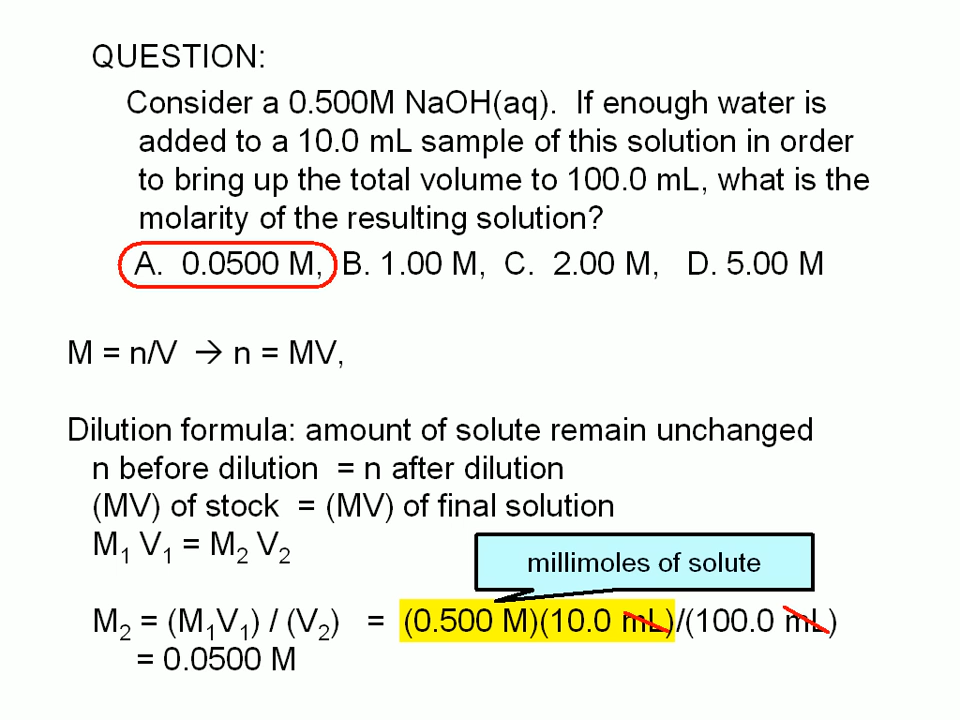 QUESTION:
Consider a 0.500M NaOH(aq). If enough water is
added to a 10.0 mL sample of this solution in order
to bring up the total volume to 100.0 mL, what is the
molarity of the resulting solution?
A. 0.0500 M, B. 1.00 M, C. 2.00 M, D. 5.00 M
M = n/V → n = MV,
Dilution formula: amount of solute remain unchanged
n before dilution = n after dilution
(MV) of stock = (MV) of final solution
M₁ V₁ = M₂ V₂
millimoles of solute
M₂ = (M₁V₁) / (V₂) = (0.500 M)(10.0 mL)/(100.0 mL)
= 0.0500 M